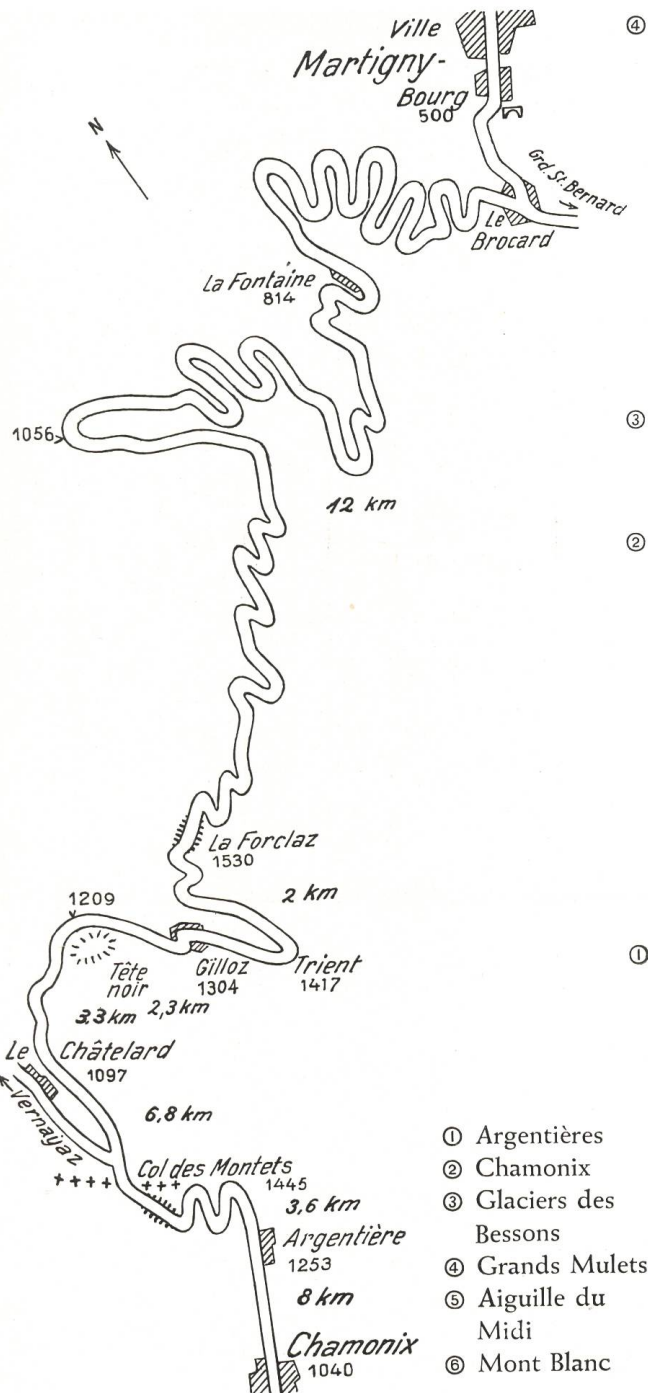 Ville
④
Martigny-
Bourg
500
N
Grd. St. Bernard
Le
Brocard
La Fontaine
814
1056
③
12 km
②
La Forclaz
1530
2 km
1209
①
Tête
noir
Gilloz
1304
Trient
1417
3,3 km
2,3 km
Le Châtelard
1097
Vernaÿaz
6,8 km
Col des Montets
1445
3,6 km
Argentière
1253
8 km
Chamonix
1040
① Argentières
② Chamonix
③ Glaciers des
Bessons
④ Grands Mulets
⑤ Aiguille du
Midi
⑥ Mont Blanc